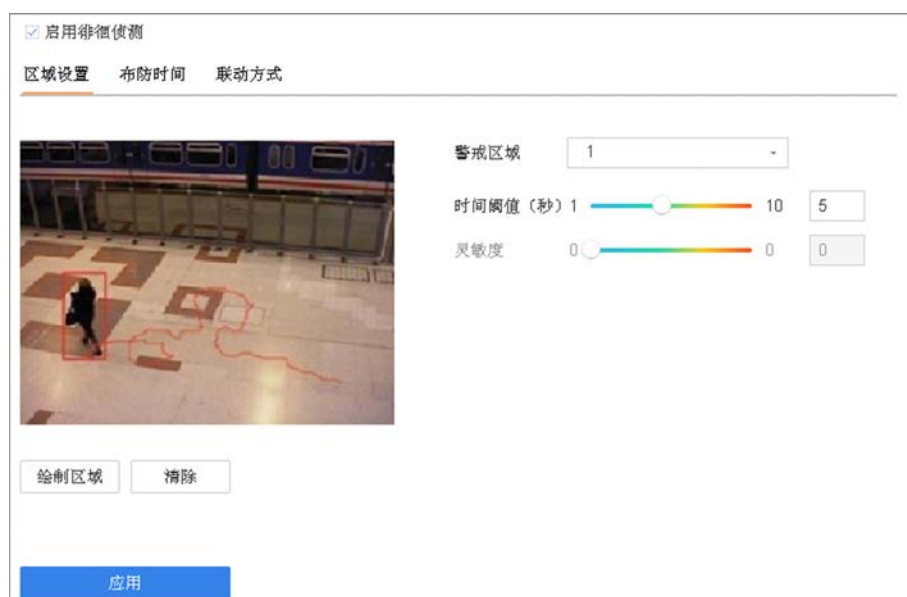 启用徘徊侦测
区域设置 布防时间 联动方式
警戒区域 1
时间阈值（秒） 1 10 5
灵敏度 0 0 0
绘制区域 清除
应用